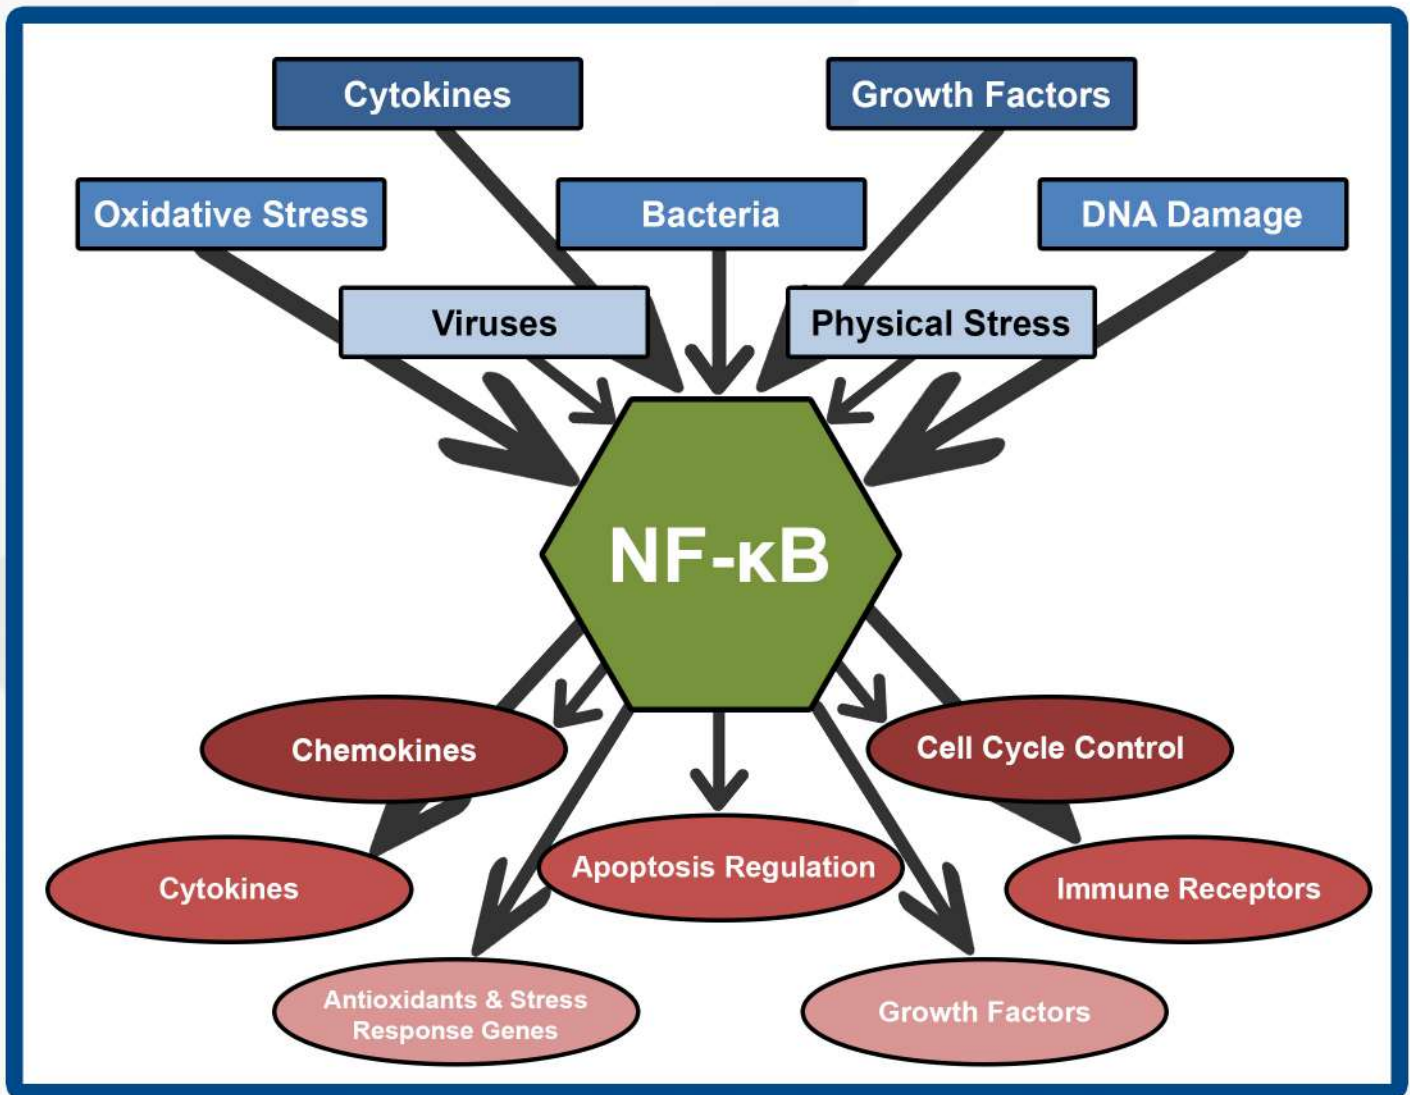 Cytokines
Growth Factors
Oxidative Stress
Bacteria
DNA Damage
Viruses
Physical Stress
NF-κB
Chemokines
Cell Cycle Control
Cytokines
Apoptosis Regulation
Immune Receptors
Antioxidants & Stress
Response Genes
Growth Factors